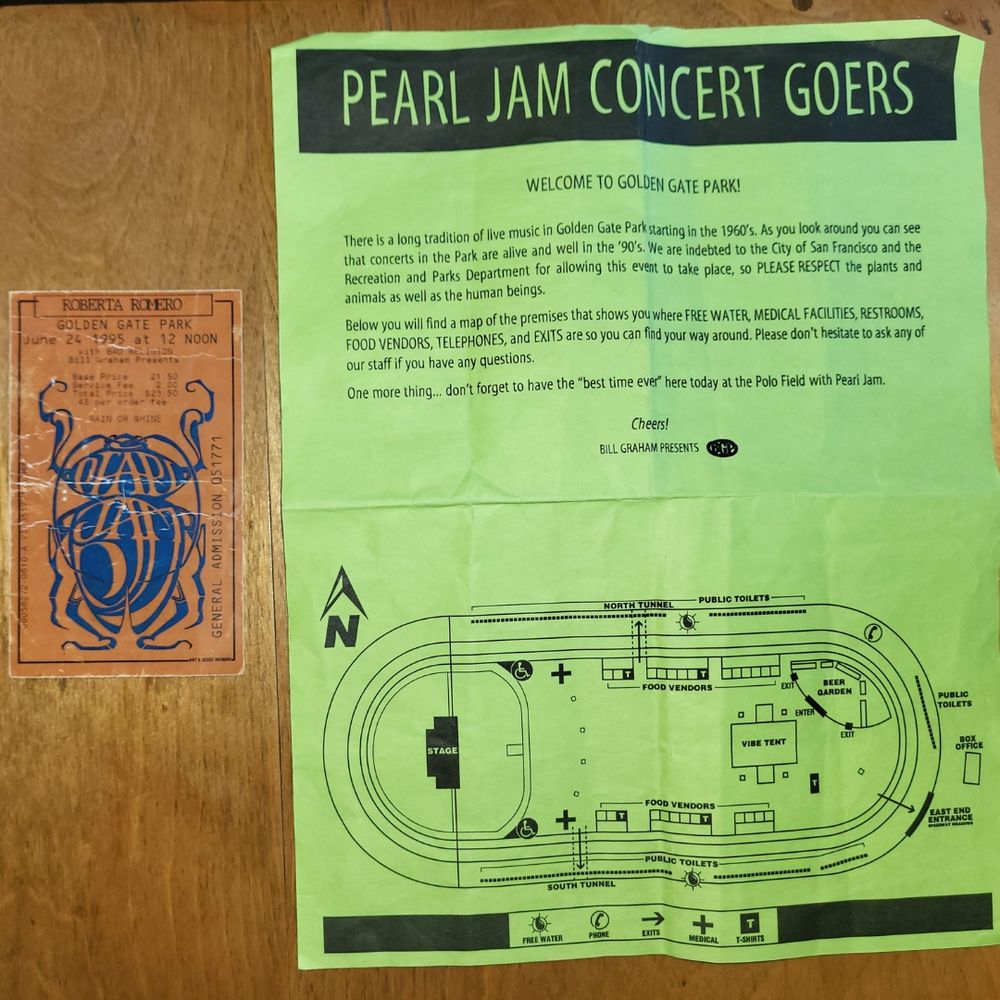 ROBERTA ROMERO
GOLDEN GATE PARK
June 24 1995 at 12 NOON
with BAD RELIGION
Bill Graham Presents
Base Price 21.50
Service Fee 2.00
Total Price $23.50
45 per order fee
RAIN OR SHINE
PEARL
JAM
GENERAL ADMISSION 051771
PEARL JAM CONCERT GOERS
WELCOME TO GOLDEN GATE PARK!
There is a long tradition of live music in Golden Gate Park starting in the 1960's. As you look around you can see
that concerts in the Park are alive and well in the '90's. We are indebted to the City of San Francisco and the
Recreation and Parks Department for allowing this event to take place, so PLEASE RESPECT the plants and
animals as well as the human beings.
Below you will find a map of the premises that shows you where FREE WATER, MEDICAL FACILITIES, RESTROOMS,
FOOD VENDORS, TELEPHONES, and EXITS are so you can find your way around. Please don't hesitate to ask any of
our staff if you have any questions.
One more thing... don't forget to have the "best time ever" here today at the Polo Field with Pearl Jam.
Cheers!
BILL GRAHAM PRESENTS BGP
N
NORTH TUNNEL
PUBLIC TOILETS
T
T
FOOD VENDORS
EXIT
BEER
GARDEN
ENTER
EXIT
PUBLIC
TOILETS
STAGE
VIBE TENT
BOX
OFFICE
T
FOOD VENDORS
T
T
EAST END
ENTRANCE
SPEEDWAY MEADOWS
PUBLIC TOILETS
SOUTH TUNNEL
FREE WATER
PHONE
EXITS
MEDICAL
T
T-SHIRTS